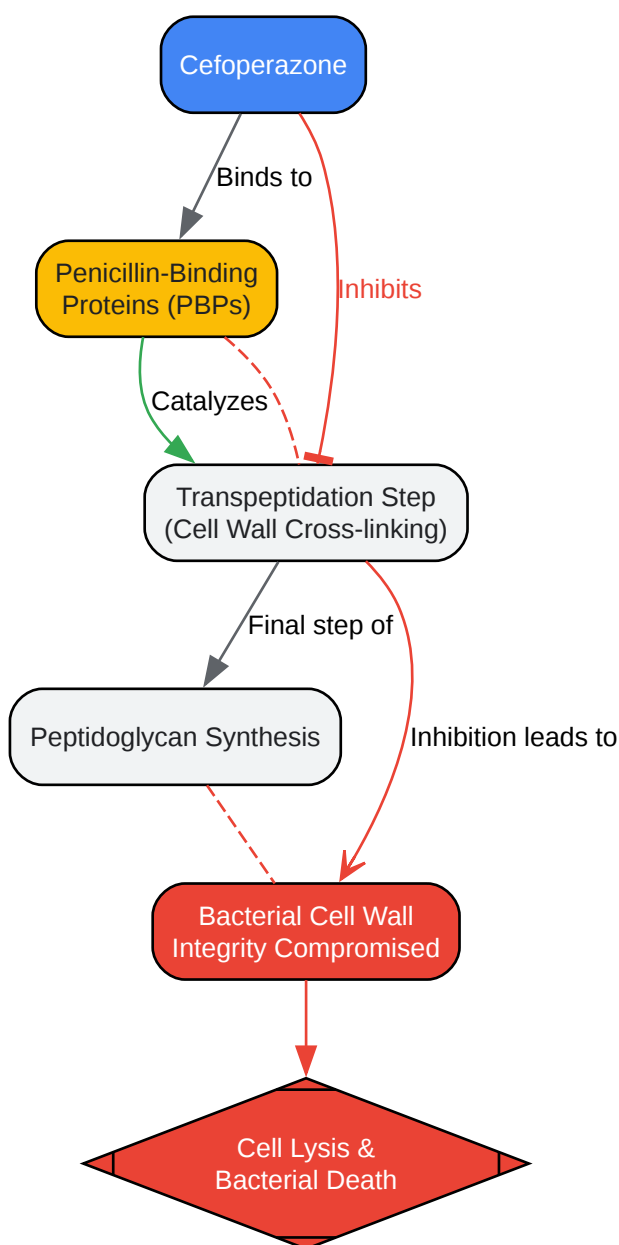 Cefoperazone
Binds to
Penicillin-Binding
Proteins (PBPs)
Inhibits
Catalyzes
Transpeptidation Step
(Cell Wall Cross-linking)
Final step of
Peptidoglycan Synthesis
Inhibition leads to
Bacterial Cell Wall
Integrity Compromised
Cell Lysis &
Bacterial Death